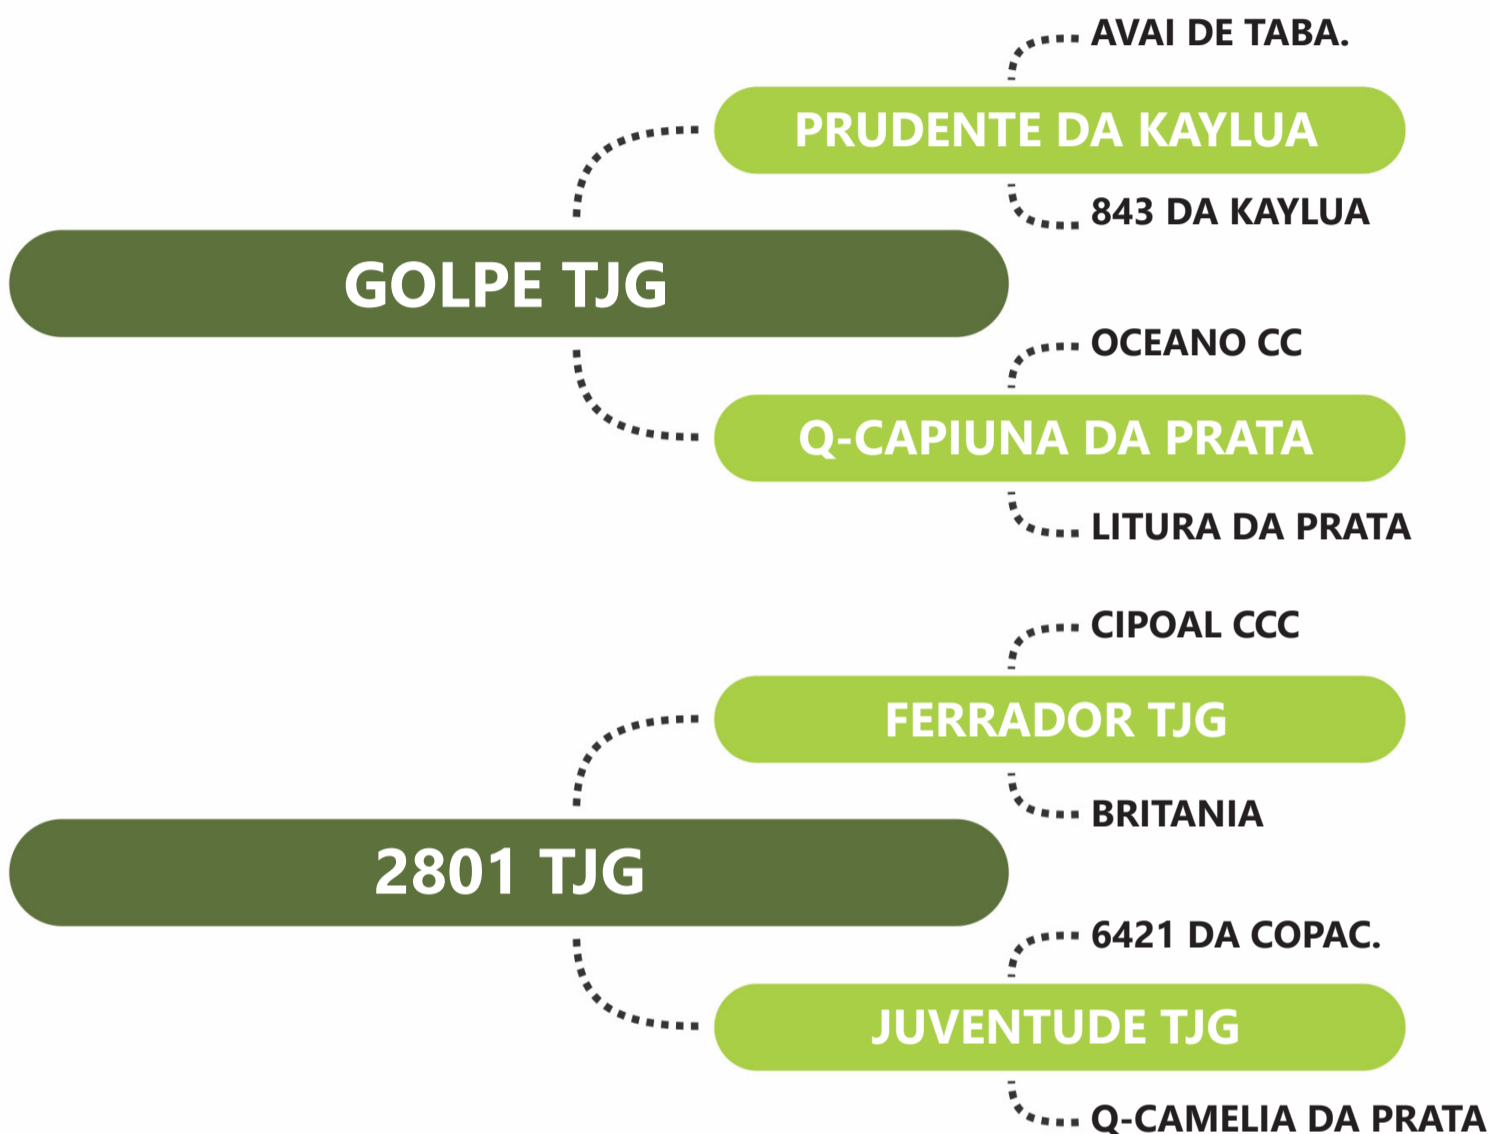 AVAI DE TABA.
PRUDENTE DA KAYLUA
843 DA KAYLUA
GOLPE TJG
OCEANO CC
Q-CAPIUNA DA PRATA
LITURA DA PRATA
CIPOAL CCC
FERRADOR TJG
BRITANIA
2801 TJG
6421 DA COPAC.
JUVENTUDE TJG
Q-CAMELIA DA PRATA